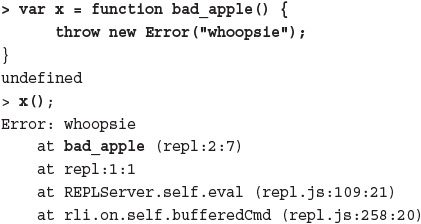 > var x = function bad_apple() {
throw new Error("whoopsie");
}
undefined
> x();
Error: whoopsie
at bad_apple (repl:2:7)
at repl:1:1
at REPLServer.self.eval (repl.js:109:21)
at rli.on.self.bufferedCmd (repl.js:258:20)